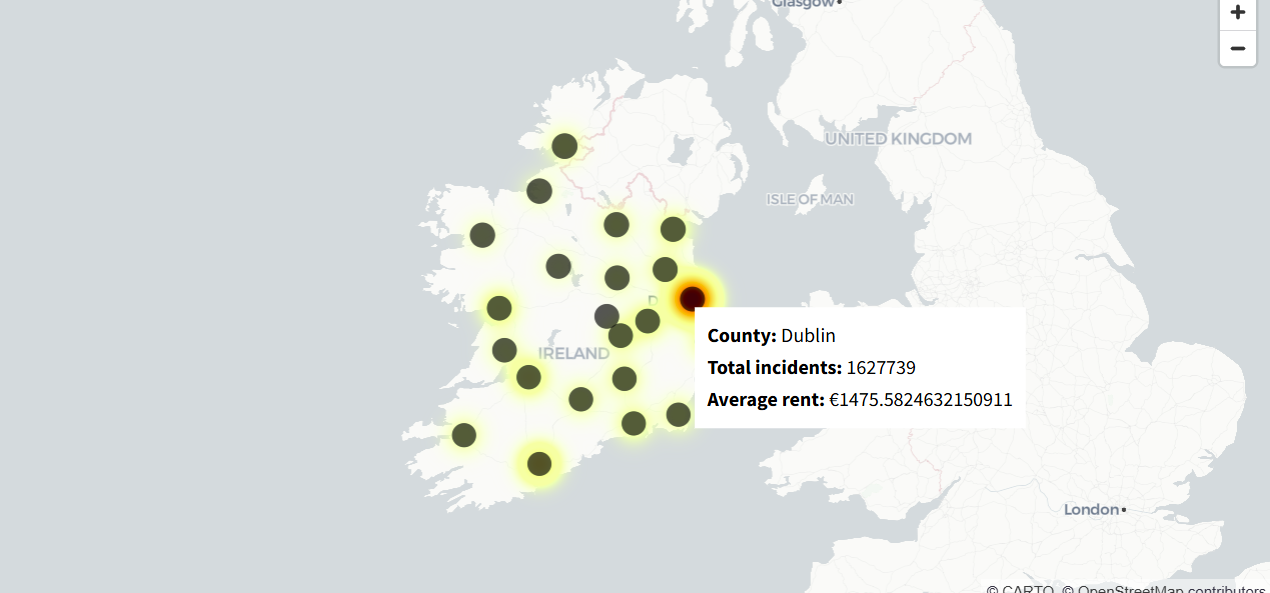 Glasgow
+
−
UNITED KINGDOM
ISLE OF MAN
D
IRELAND
County: Dublin
Total incidents: 1627739
Average rent: €1475.5824632150911
London
© CARTO, © OpenStreetMap contributors